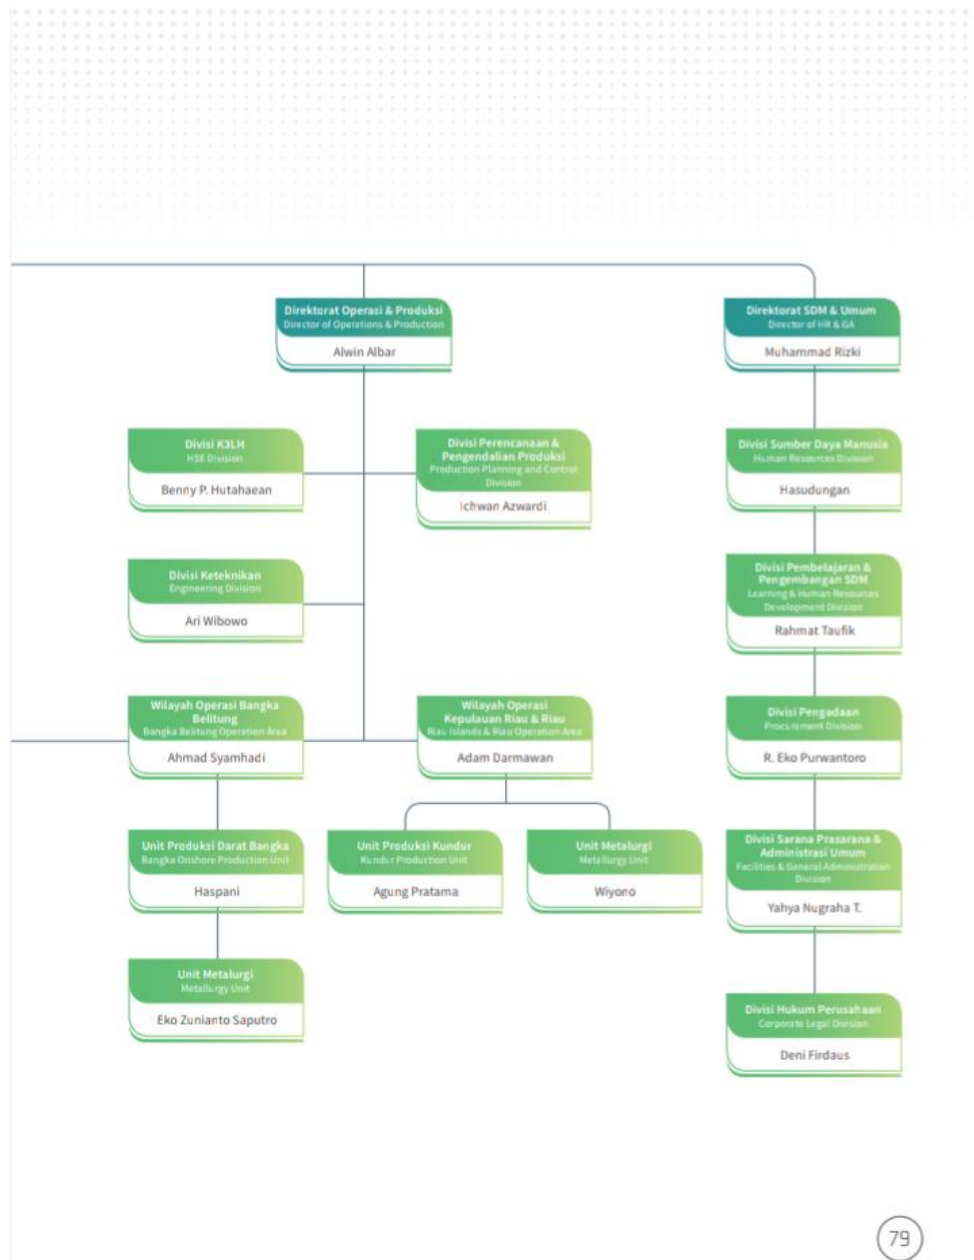 Direktorat Operasi & Produksi
Director of Operations & Production
Alwin Albar
Direktorat SDM & Umum
Director of HR & GA
Muhammad Rizki
Divisi K3LH
HSE Division
Benny P. Hutahaean
Divisi Perencanaan &
Pengendalian Produksi
Production Planning and Control
Division
Ichwan Azwardi
Divisi Sumber Daya Manusia
Human Resources Division
Hasudungan
Divisi Keteknikan
Engineering Division
Ari Wibowo
Divisi Pembelajaran &
Pengembangan SDM
Learning & Human Resources
Development Division
Rahmat Taufik
Wilayah Operasi Bangka
Belitung
Bangka Belitung Operation Area
Ahmad Syamhadi
Wilayah Operasi
Kepulauan Riau & Riau
Riau Islands & Riau Operation Area
Adam Darmawan
Divisi Pengadaan
Procurement Division
R. Eko Purwantoro
Unit Produksi Darat Bangka
Bangka Onshore Production Unit
Haspani
Unit Produksi Kundur
Kundur Production Unit
Agung Pratama
Unit Metalurgi
Metallurgy Unit
Wiyono
Divisi Sarana Prasarana &
Administrasi Umum
Facilities & General Administration
Division
Yahya Nugraha T.
Unit Metalurgi
Metallurgy Unit
Eko Zunianto Saputro
Divisi Hukum Perusahaan
Corporate Legal Division
Deni Firdaus
79